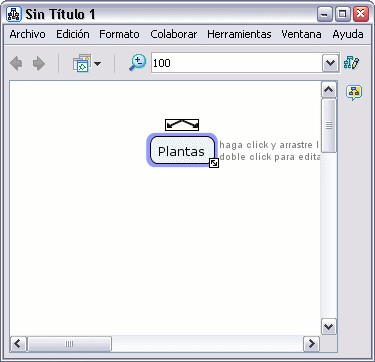 Sin Título 1
Archivo Edición Formato Colaborar Herramientas Ventana Ayuda
100
Plantas
haga click y arrastre
doble click para edita